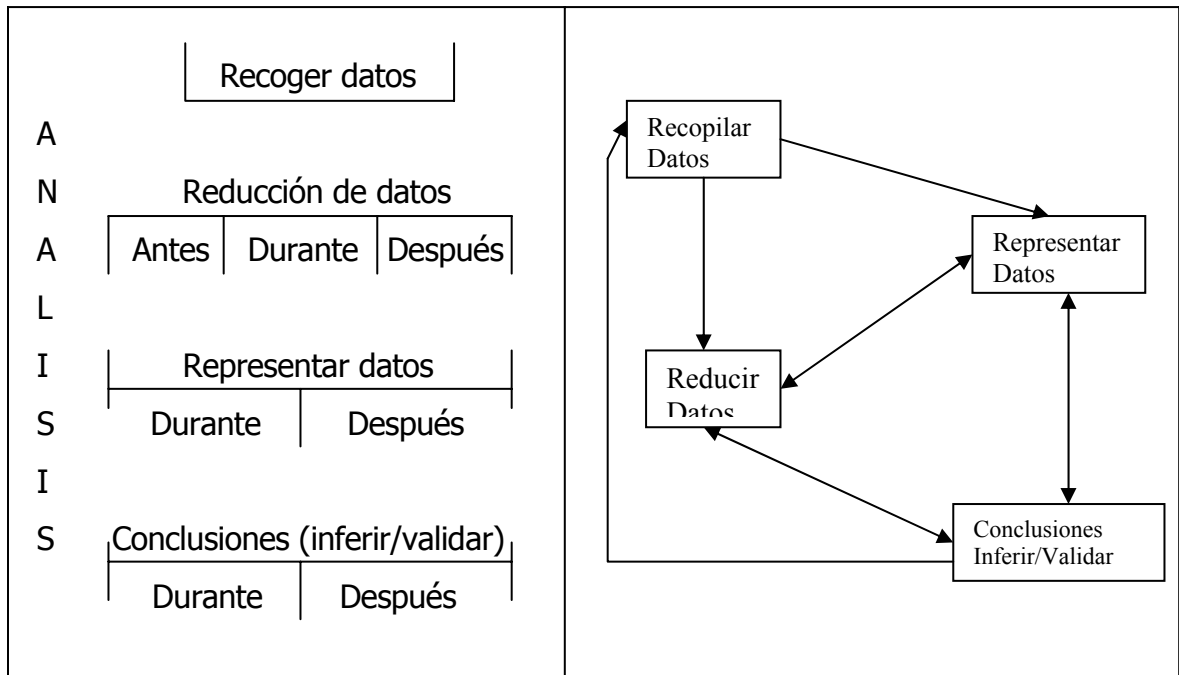 Recoger datos
A
N
A
L
I
S
I
S
Reducción de datos
Antes Durante Después
Representar datos
Durante Después
Conclusiones (inferir/validar)
Durante Después
Recopilar
Datos
Representar
Datos
Reducir
Datos
Conclusiones
Inferir/Validar